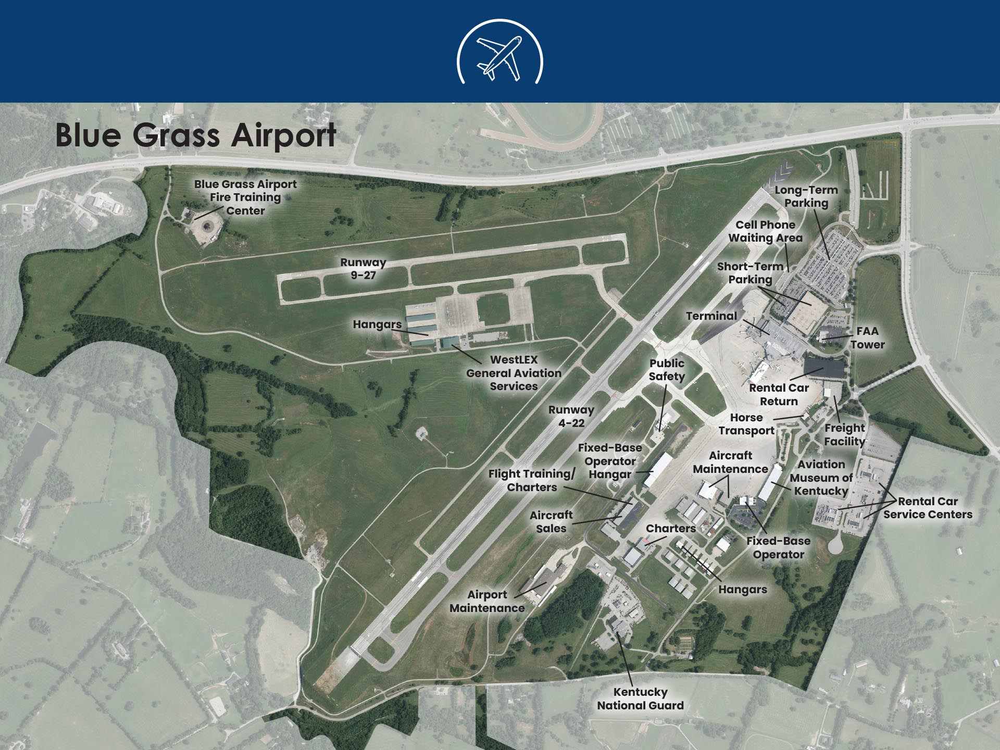 Blue Grass Airport
Blue Grass Airport
Fire Training
Center
Long-Term
Parking
Cell Phone
Waiting Area
Runway
9-27
Short-Term
Parking
Terminal
Hangars
FAA
Tower
WestLEX
General Aviation
Services
Public
Safety
Rental Car
Return
Runway
4-22
Horse
Transport
Freight
Facility
Fixed-Base
Operator
Hangar
Aircraft
Maintenance
Aviation
Museum of
Kentucky
Flight Training/
Charters
Rental Car
Service Centers
Aircraft
Sales
Charters
Fixed-Base
Operator
Airport
Maintenance
Hangars
Kentucky
National Guard